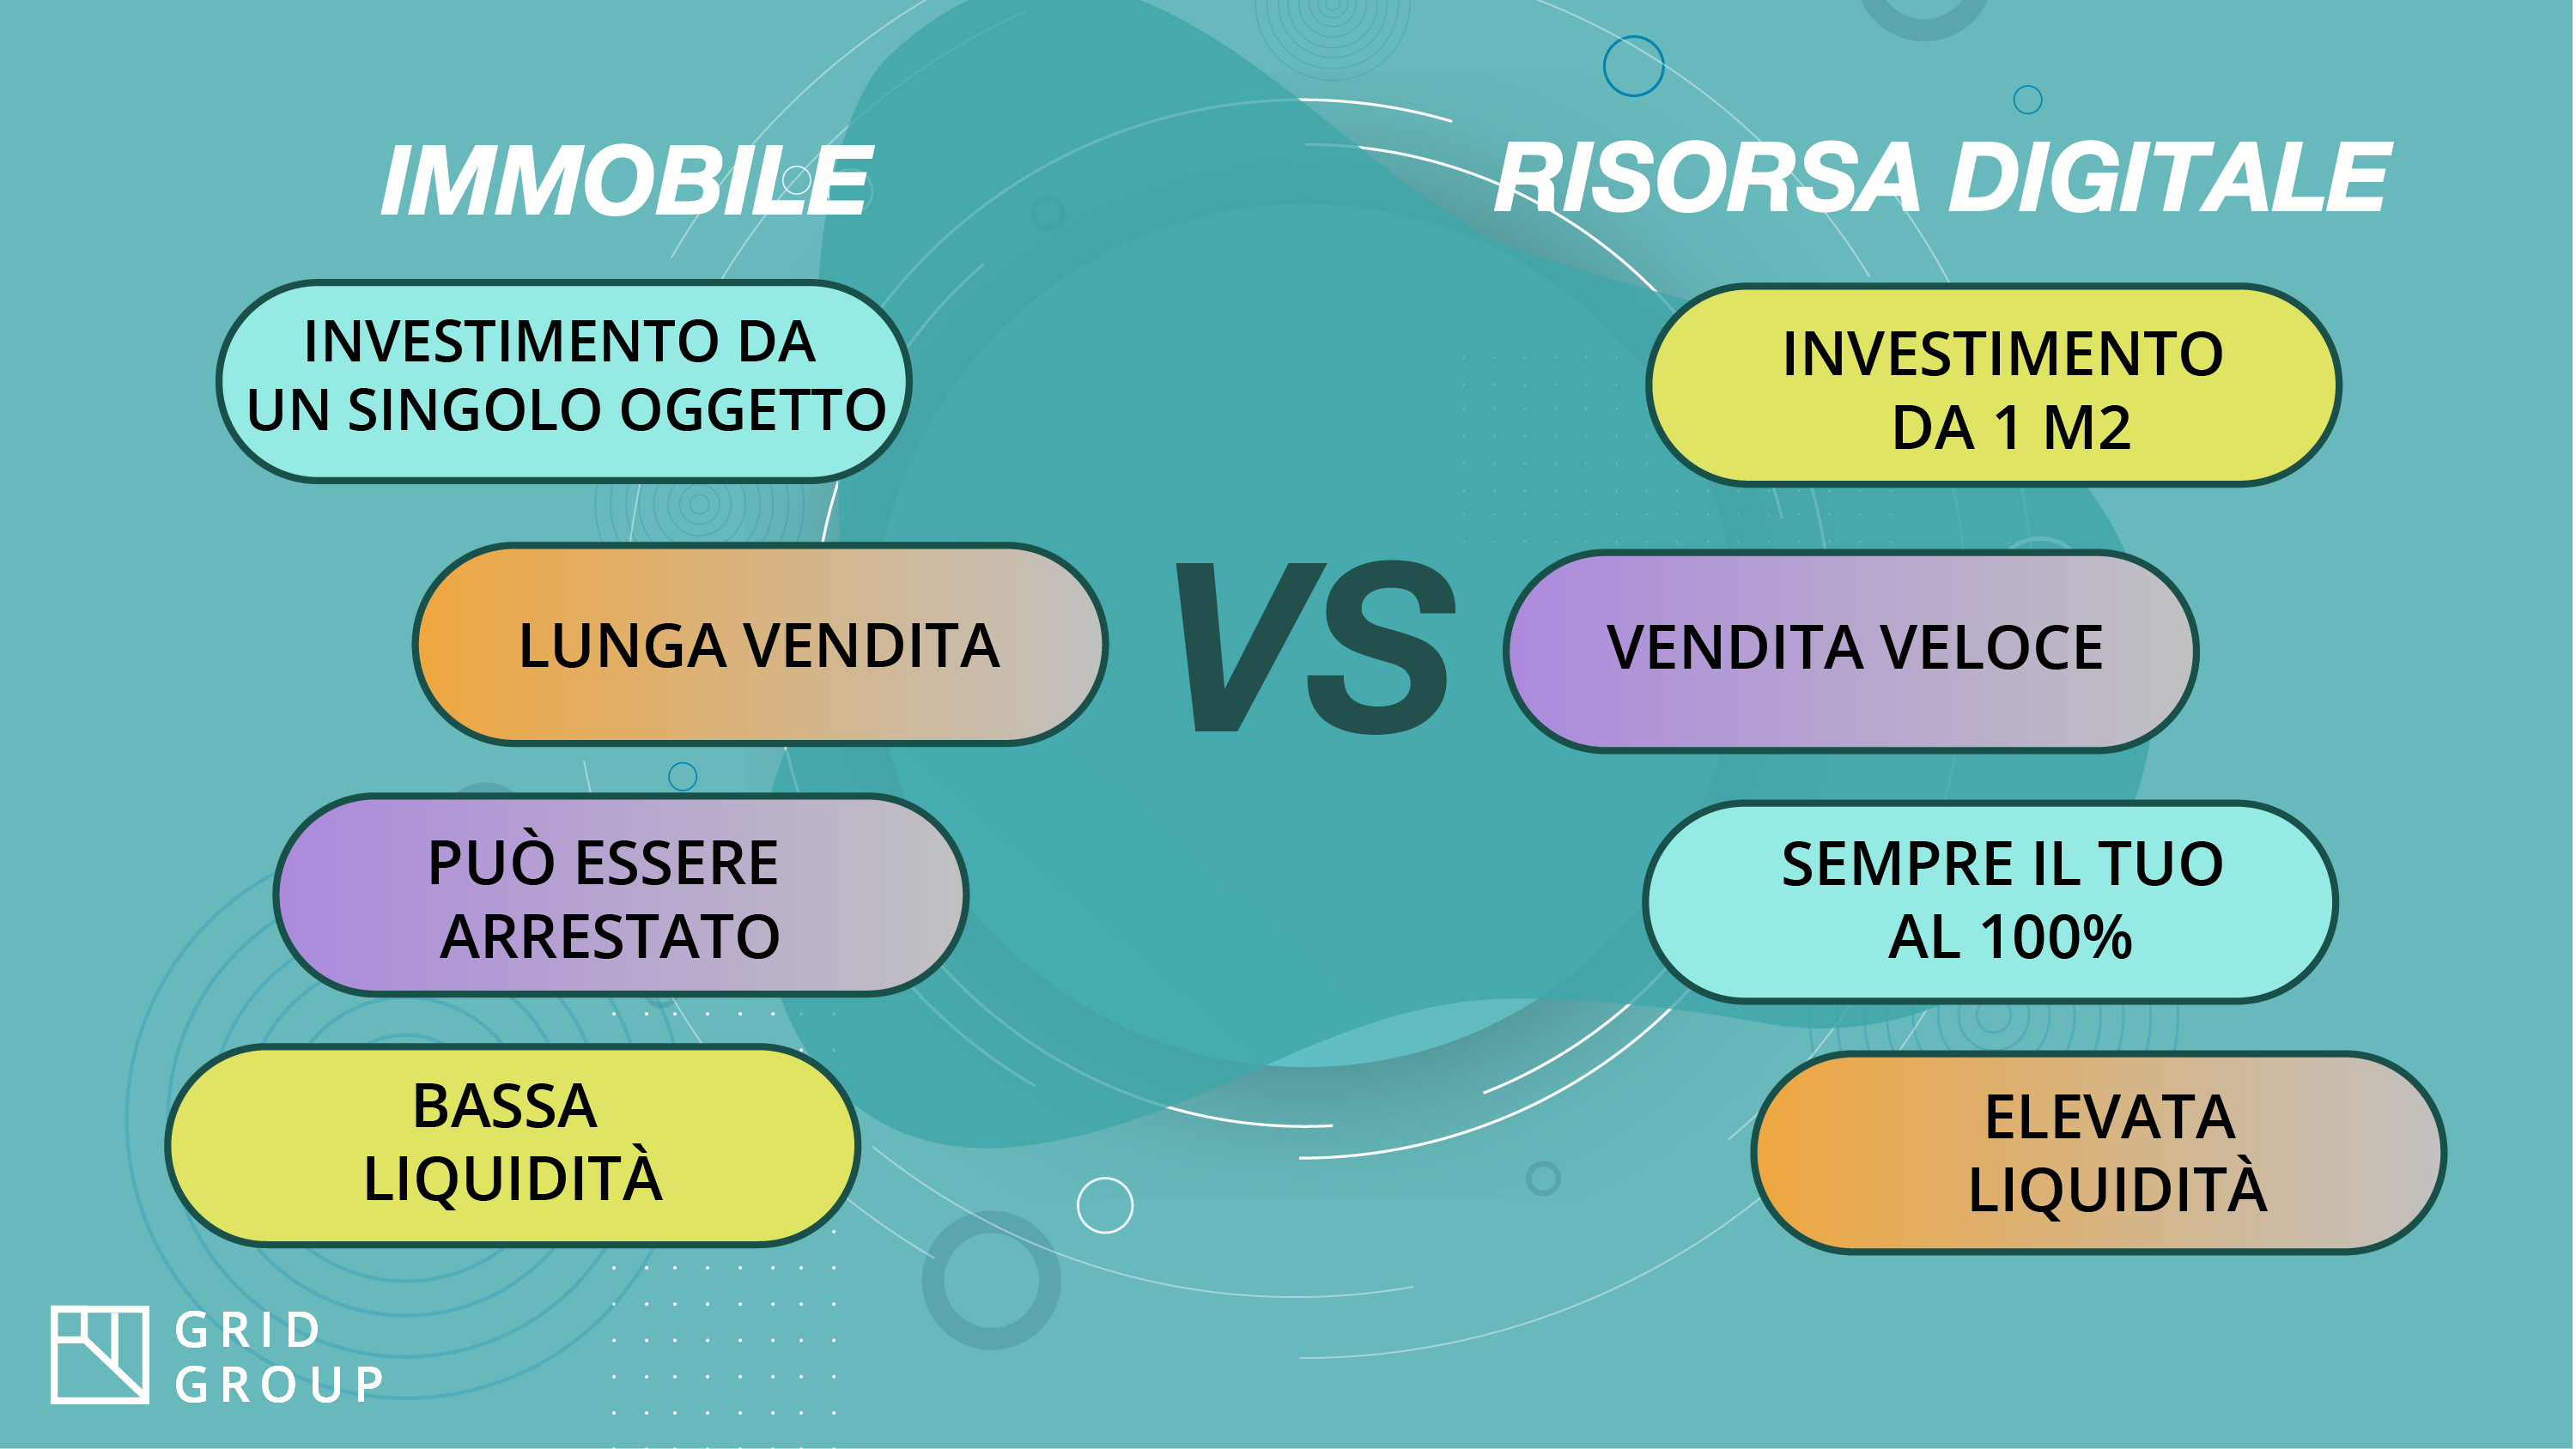 IMMOBILE
INVESTIMENTO DA
UN SINGOLO OGGETTO
LUNGA VENDITA
PUÒ ESSERE
ARRESTATO
BASSA
LIQUIDITÀ
VS
RISORSA DIGITALE
INVESTIMENTO
DA 1 M2
VENDITA VELOCE
SEMPRE IL TUO
AL 100%
ELEVATA
LIQUIDITÀ
GRID
GROUP